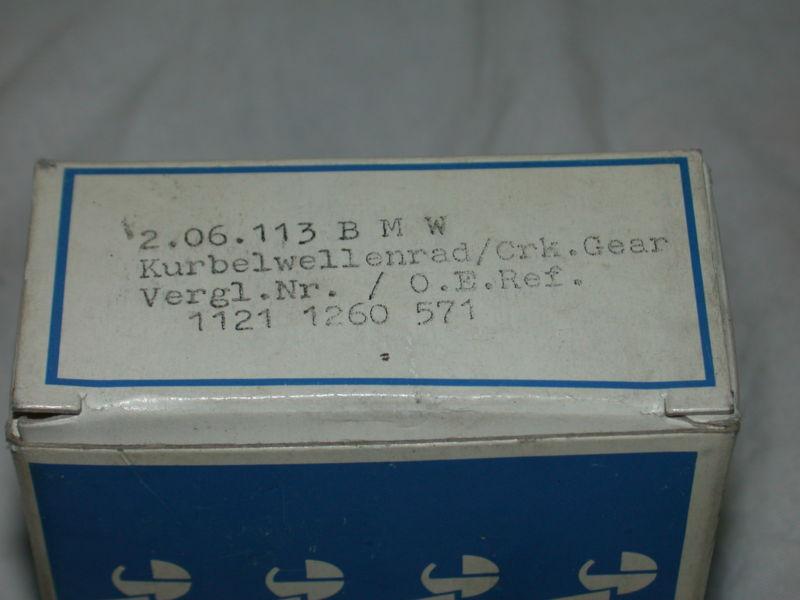 2.06.113 B M W
Kurbelwellenrad/Crk.Gear
Vergl.Nr. / O.E.Ref.
1121 1260 571